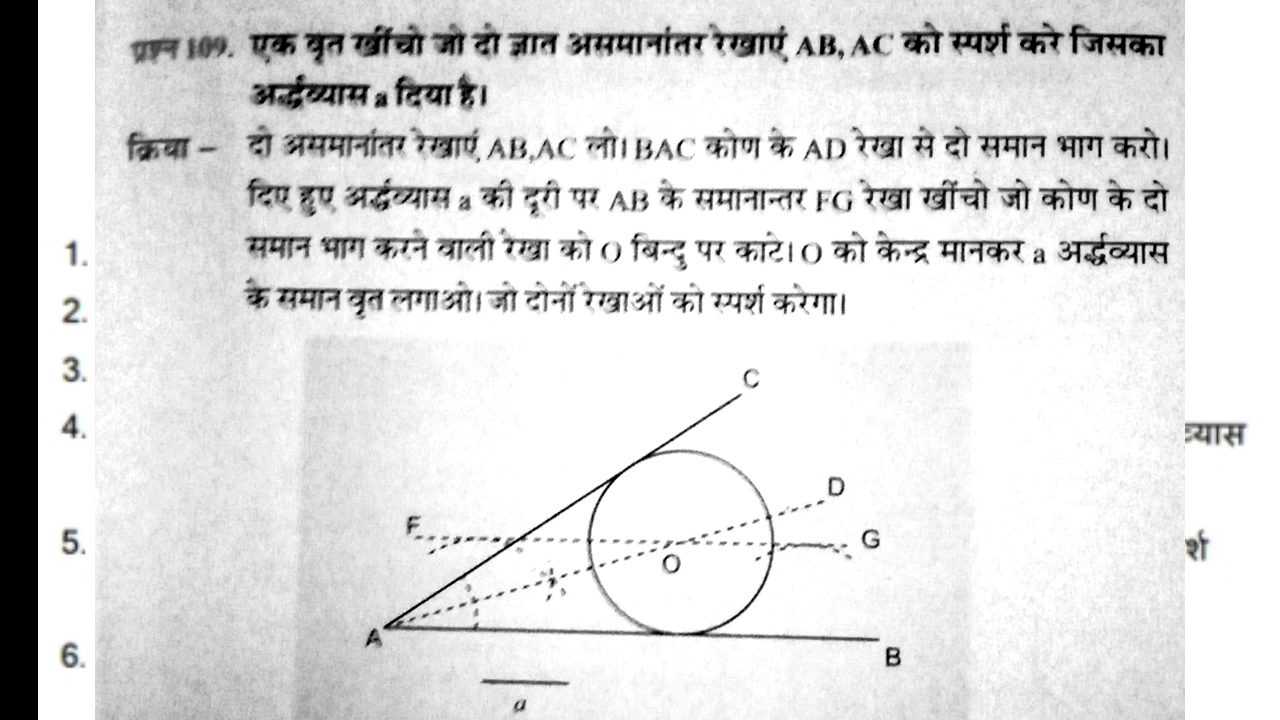 प्रश्न 109. एक वृत खींचो जो दो ज्ञात असमानांतर रेखाएं AB, AC को स्पर्श करे जिसका
अर्द्धव्यास a दिया है।
क्रिया – दो असमानांतर रेखाएं AB,AC लो। BAC कोण के AD रेखा से दो समान भाग करो।
दिए हुए अर्द्धव्यास a की दूरी पर AB के समानान्तर FG रेखा खींचो जो कोण के दो
1. समान भाग करने वाली रेखा को O बिन्दु पर काटे। O को केन्द्र मानकर a अर्द्धव्यास
2. के समान वृत लगाओ। जो दोनों रेखाओं को स्पर्श करेगा।
3.
C
4. व्यास
D
F
G
5. र्श
O
A
B
6.
a